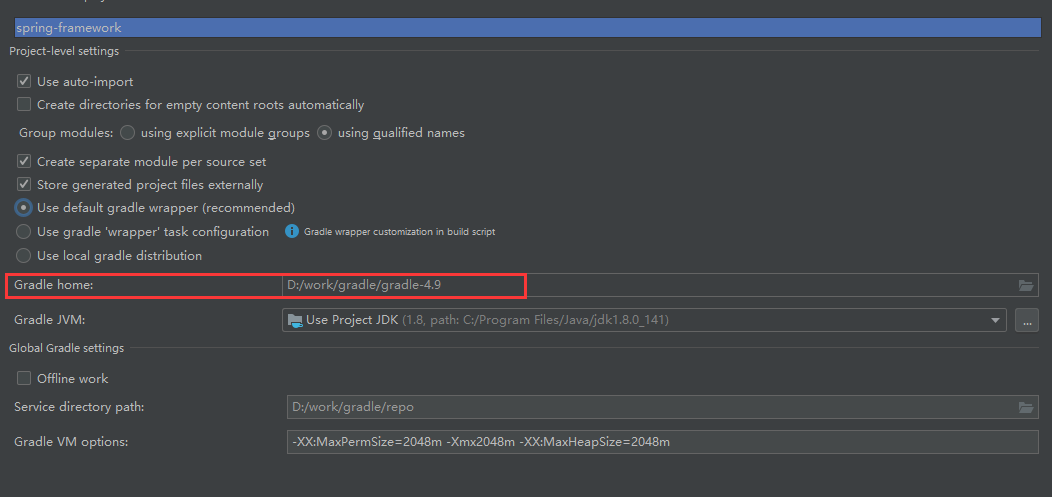 spring-framework
Project-level settings
Use auto-import
Create directories for empty content roots automatically
Group modules: using explicit module groups using qualified names
Create separate module per source set
Store generated project files externally
Use default gradle wrapper (recommended)
Use gradle 'wrapper' task configuration Gradle wrapper customization in build script
Use local gradle distribution
Gradle home: D:/work/gradle/gradle-4.9
Gradle JVM: Use Project JDK (1.8, path: C:/Program Files/Java/jdk1.8.0_141) ...
Global Gradle settings
Offline work
Service directory path: D:/work/gradle/repo
Gradle VM options: -XX:MaxPermSize=2048m -Xmx2048m -XX:MaxHeapSize=2048m